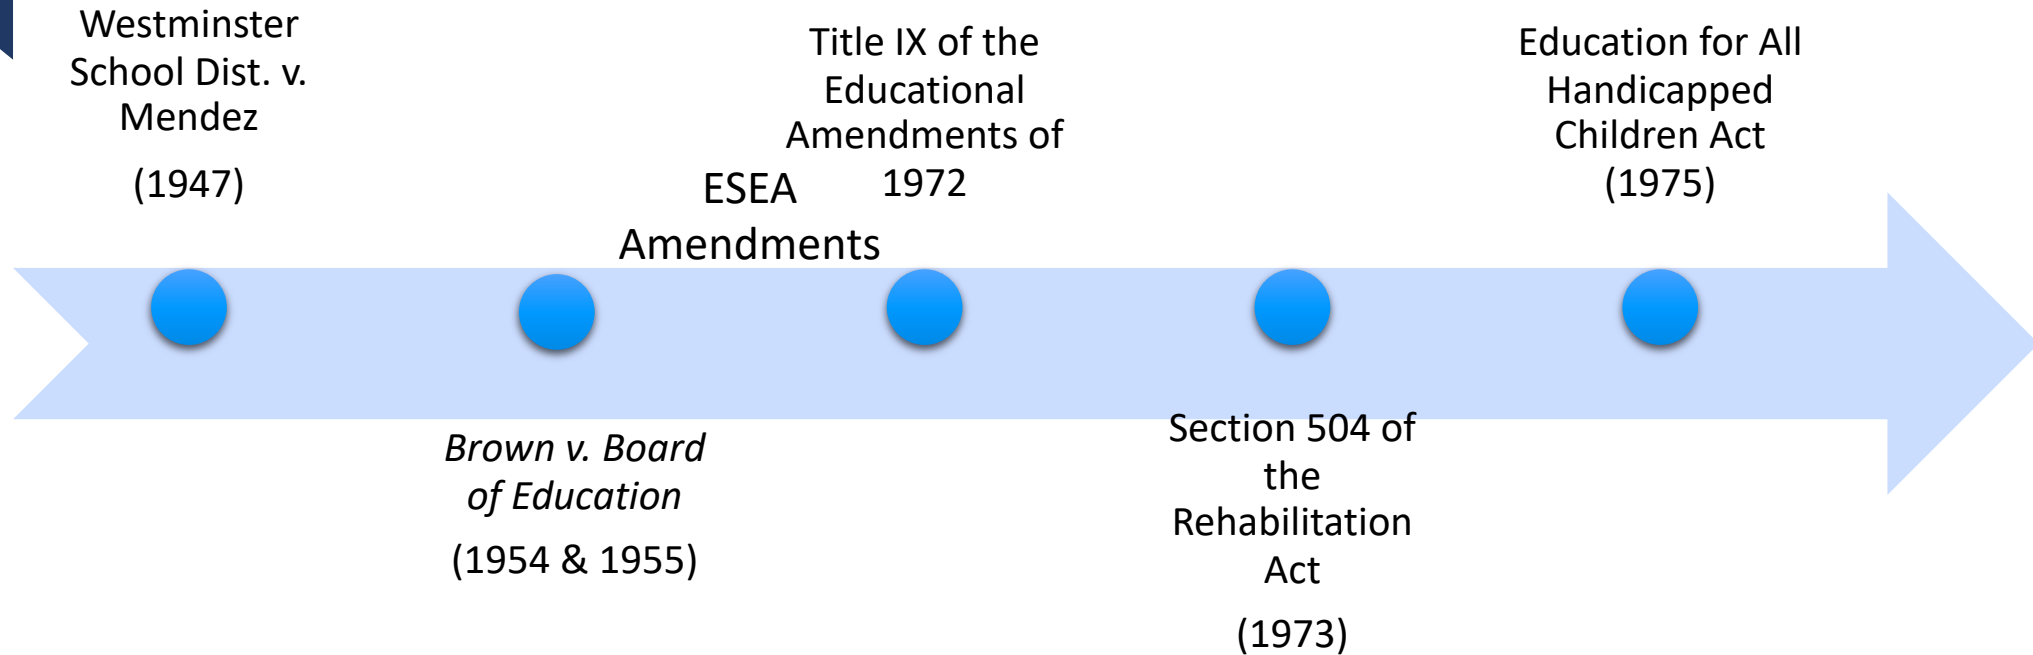 Westminster
School Dist. v.
Mendez
(1947)
Brown v. Board
of Education
(1954 & 1955)
ESEA
Amendments
Title IX of the
Educational
Amendments of
1972
Section 504 of
the
Rehabilitation
Act
(1973)
Education for All
Handicapped
Children Act
(1975)